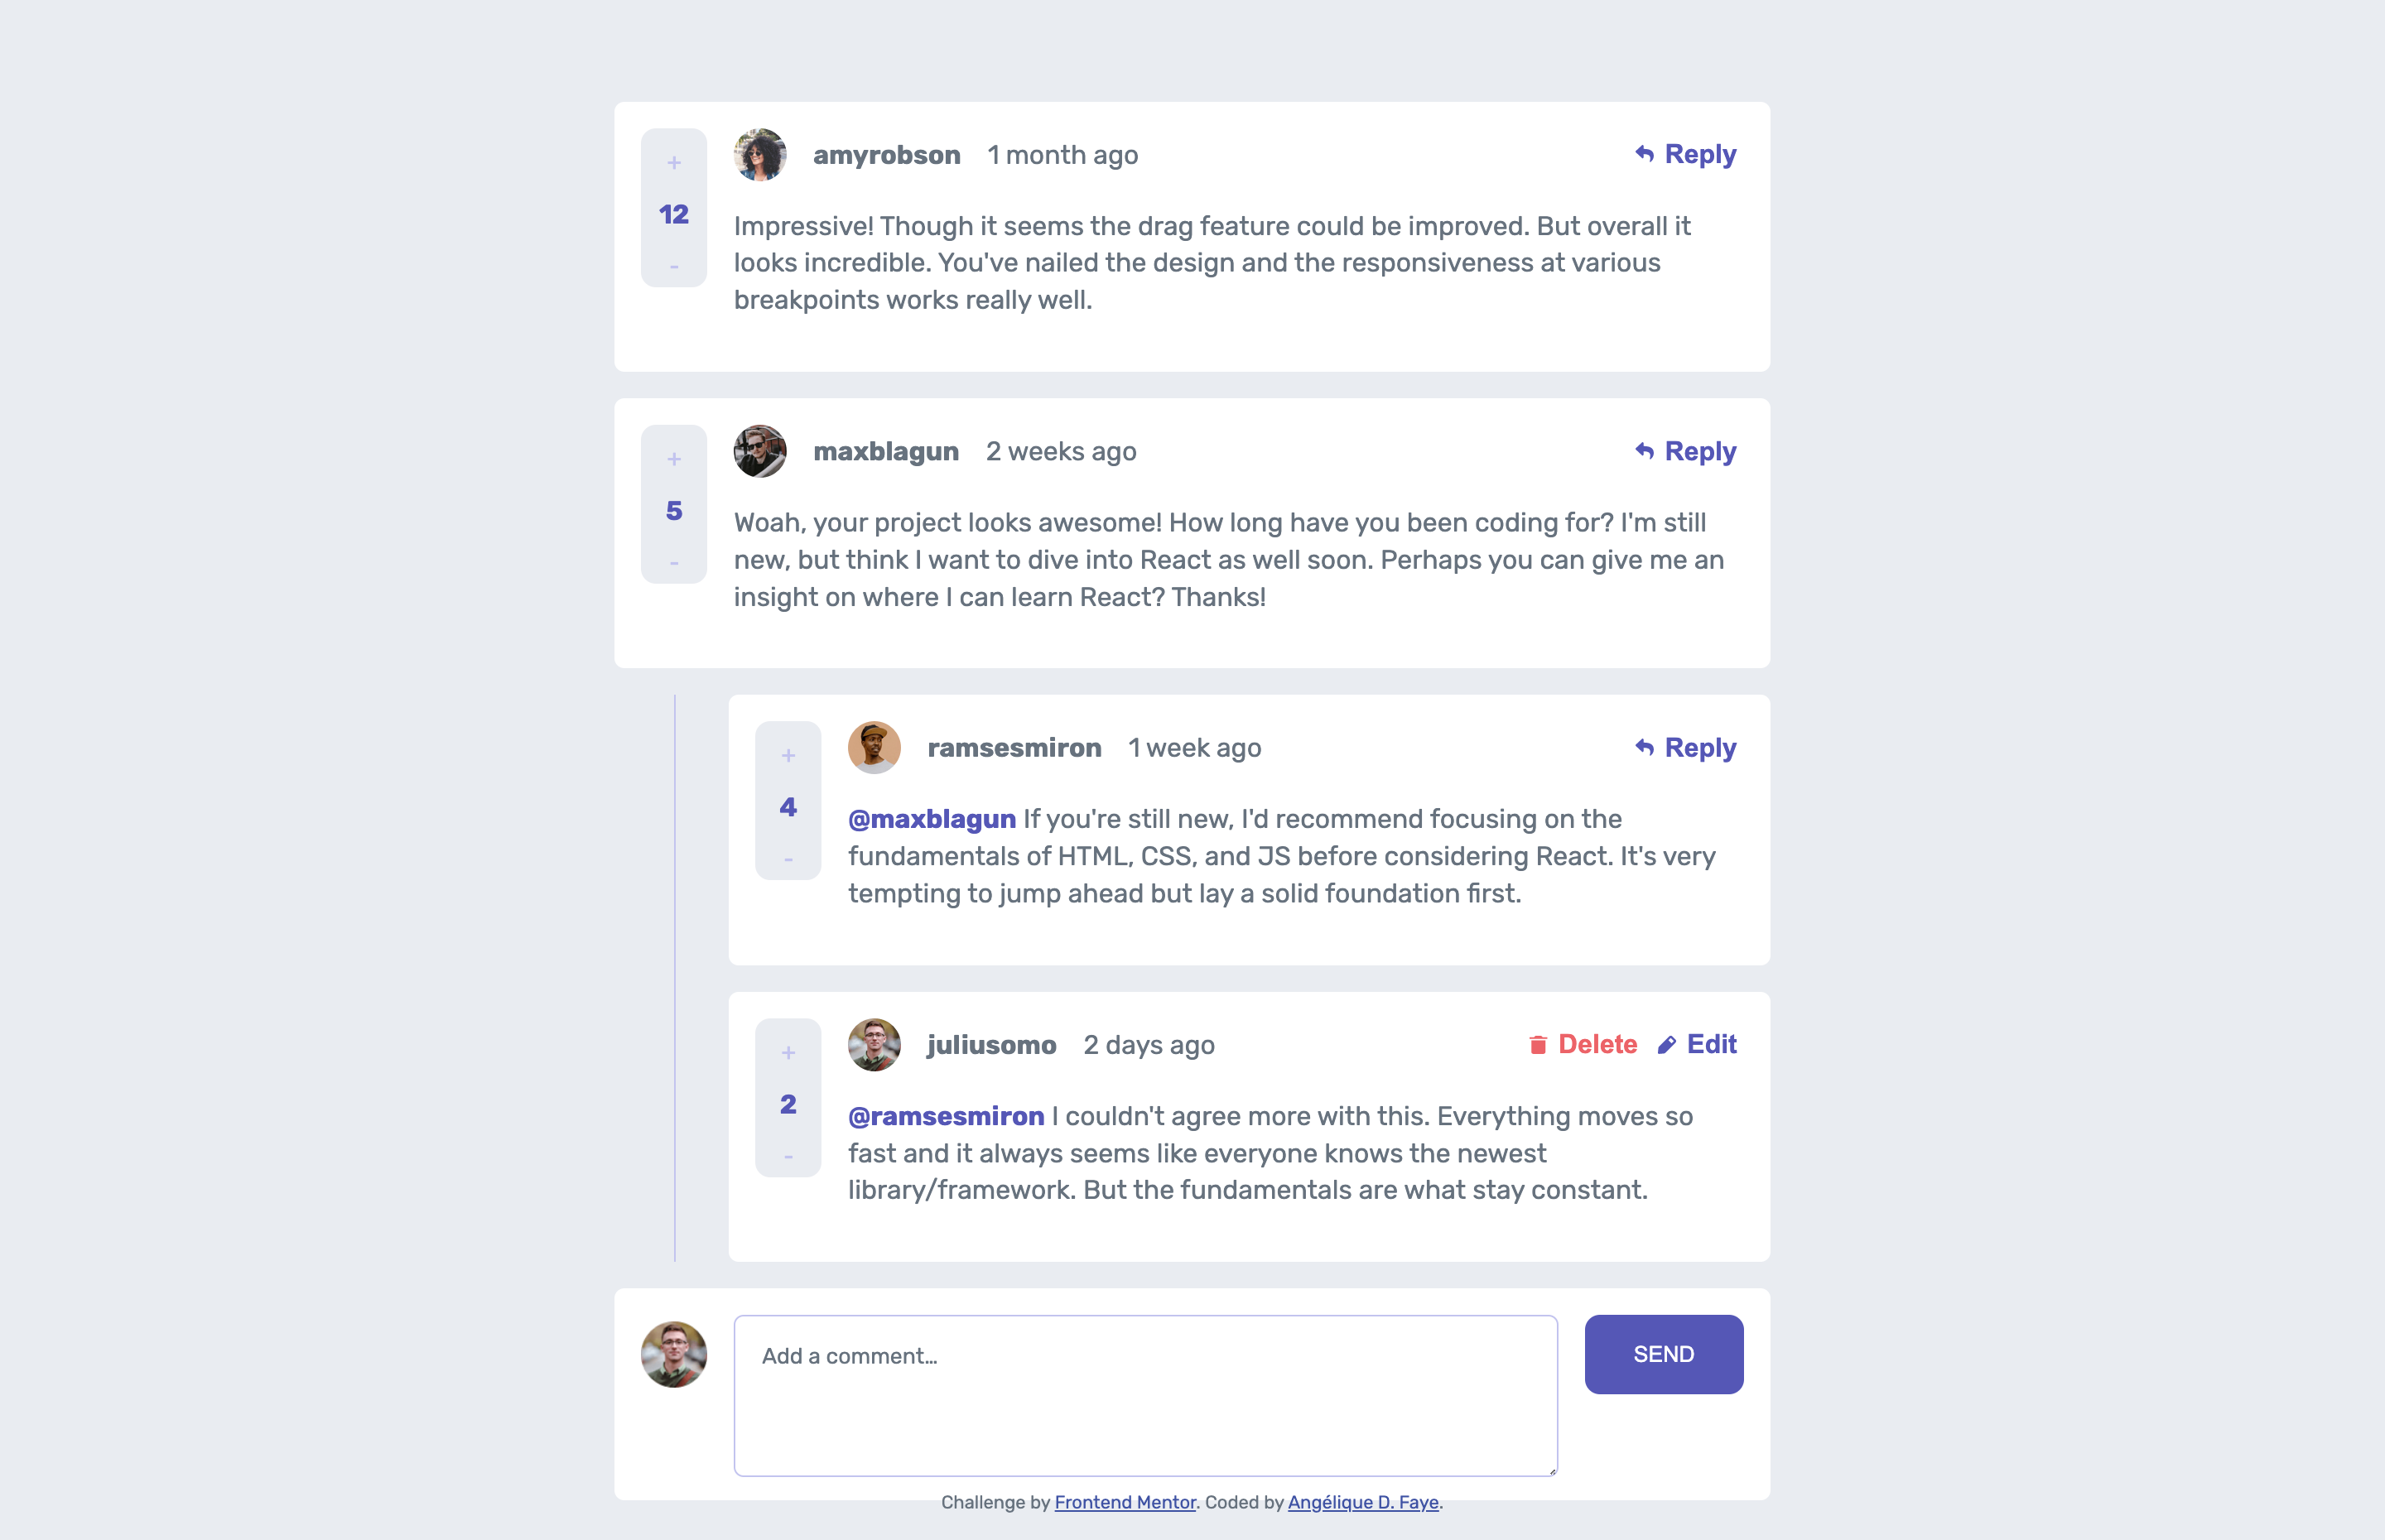 +
12
-
amyrobson 1 month ago
Reply
Impressive! Though it seems the drag feature could be improved. But overall it
looks incredible. You've nailed the design and the responsiveness at various
breakpoints works really well.
+
5
-
maxblagun 2 weeks ago
Reply
Woah, your project looks awesome! How long have you been coding for? I'm still
new, but think I want to dive into React as well soon. Perhaps you can give me an
insight on where I can learn React? Thanks!
+
4
-
ramsesmiron 1 week ago
Reply
@maxblagun If you're still new, I'd recommend focusing on the
fundamentals of HTML, CSS, and JS before considering React. It's very
tempting to jump ahead but lay a solid foundation first.
+
2
-
juliusomo 2 days ago
Delete Edit
@ramsesmiron I couldn't agree more with this. Everything moves so
fast and it always seems like everyone knows the newest
library/framework. But the fundamentals are what stay constant.
Add a comment…
SEND
Challenge by Frontend Mentor. Coded by Angélique D. Faye.